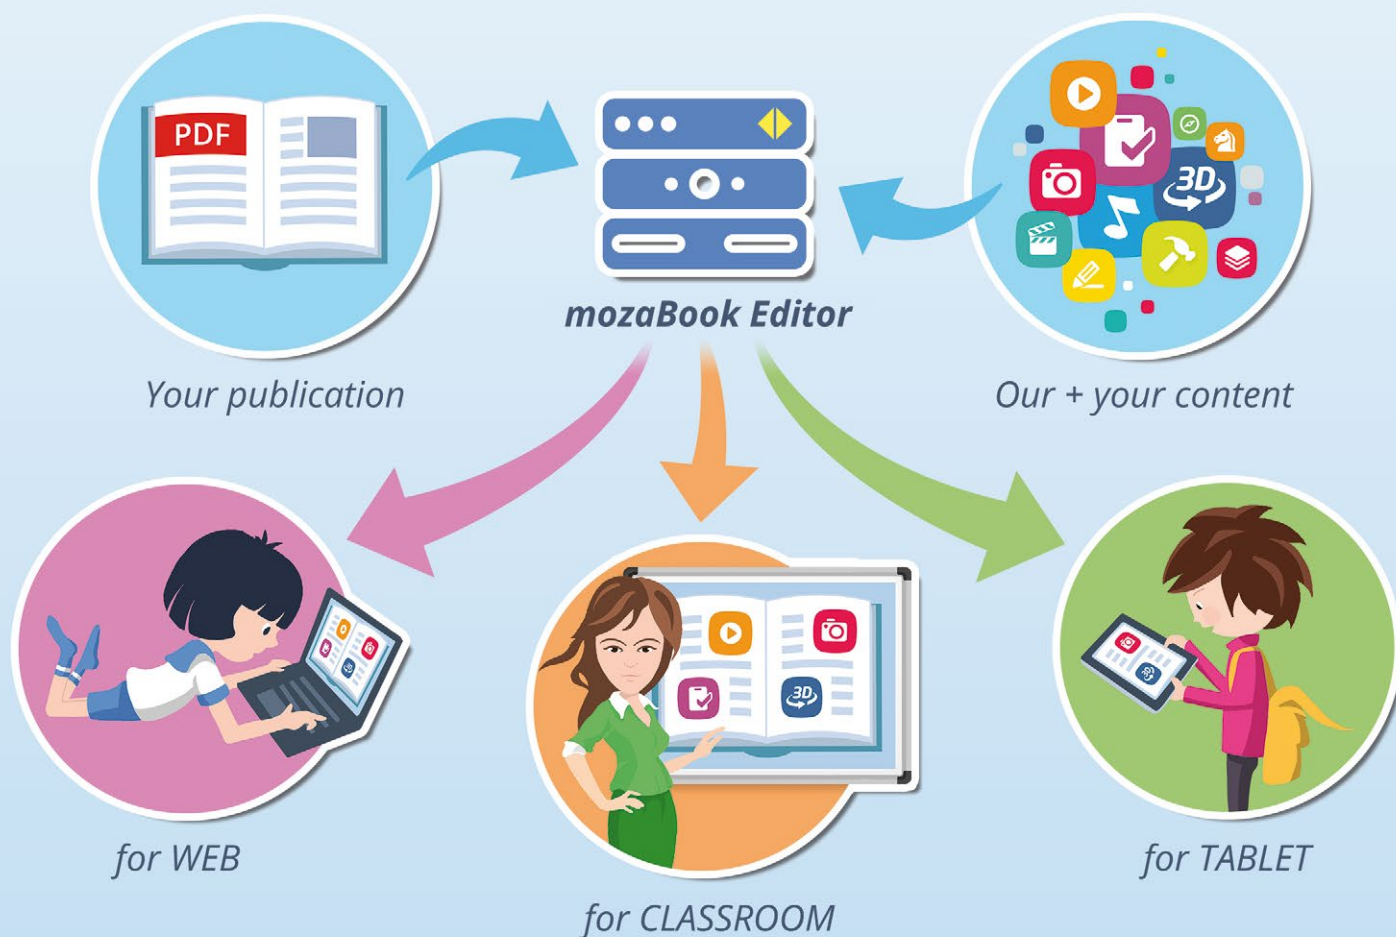 PDF
3D
mozaBook Editor
Your publication
Our + your content
3D
for WEB
for TABLET
for CLASSROOM